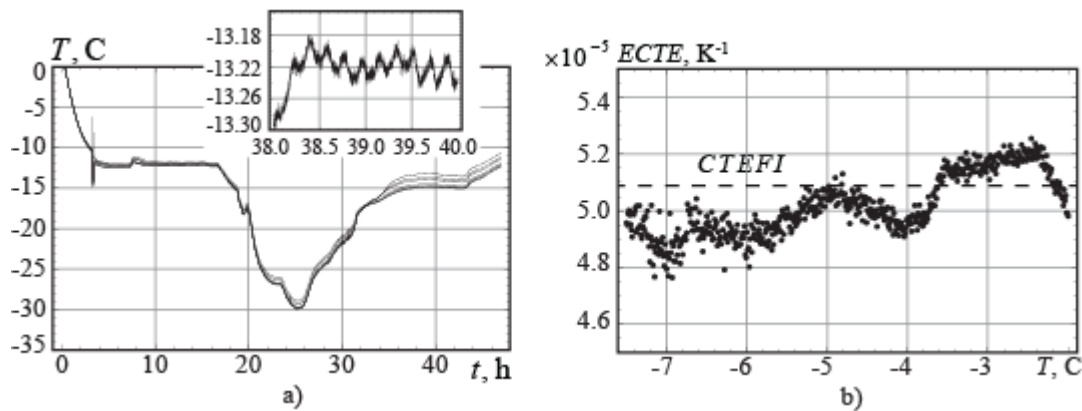 T, C
0
-5
-10
-15
-20
-25
-30
-35
0 10 20 30 40 t, h
-13.18
-13.22
-13.26
-13.30
38.0 38.5 39.0 39.5 40.0
a)
×10⁻⁵ ECTE, K⁻¹
5.4
5.2
5.0
4.8
4.6
CTEFI
-7 -6 -5 -4 -3 T, C
b)